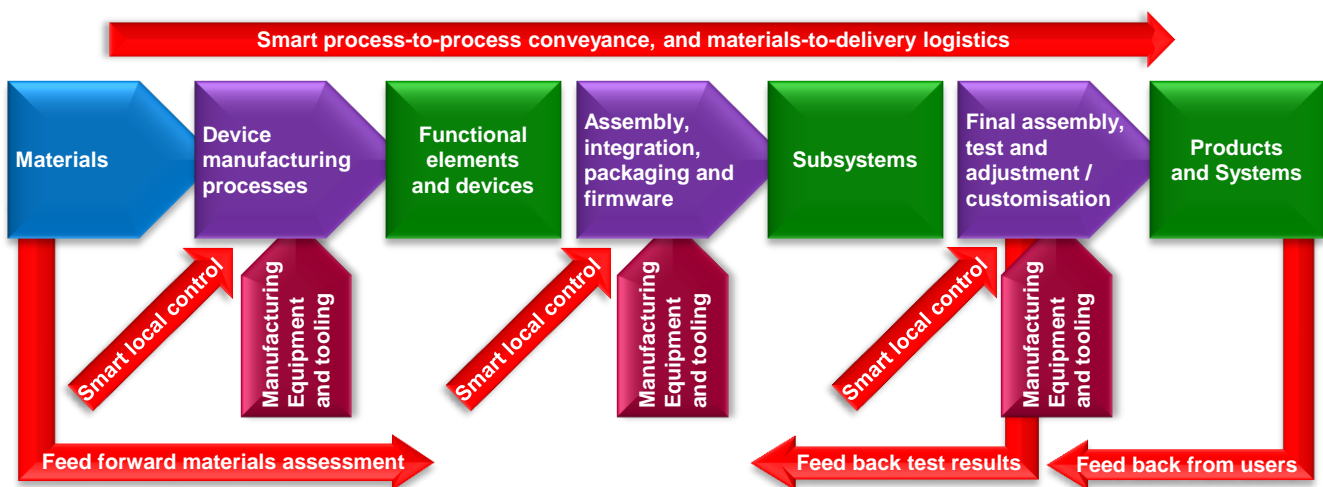 Smart process-to-process conveyance, and materials-to-delivery logistics
Materials
Device
manufacturing
processes
Functional
elements
and devices
Assembly,
integration,
packaging and
firmware
Subsystems
Final assembly,
test and
adjustment /
customisation
Products
and Systems
Smart local control
Manufacturing
Equipment
and tooling
Smart local control
Manufacturing
Equipment
and tooling
Smart local control
Manufacturing
Equipment
and tooling
Feed forward materials assessment
Feed back test results
Feed back from users